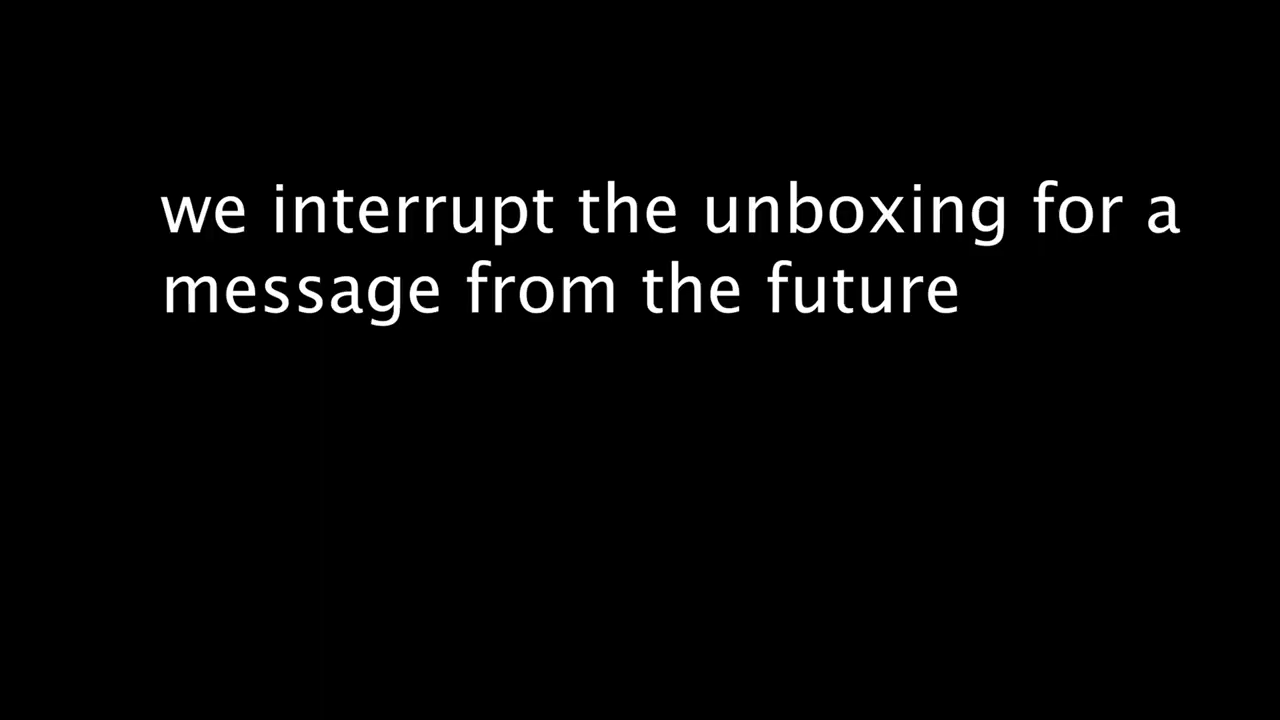 we interrupt the unboxing for a
message from the future